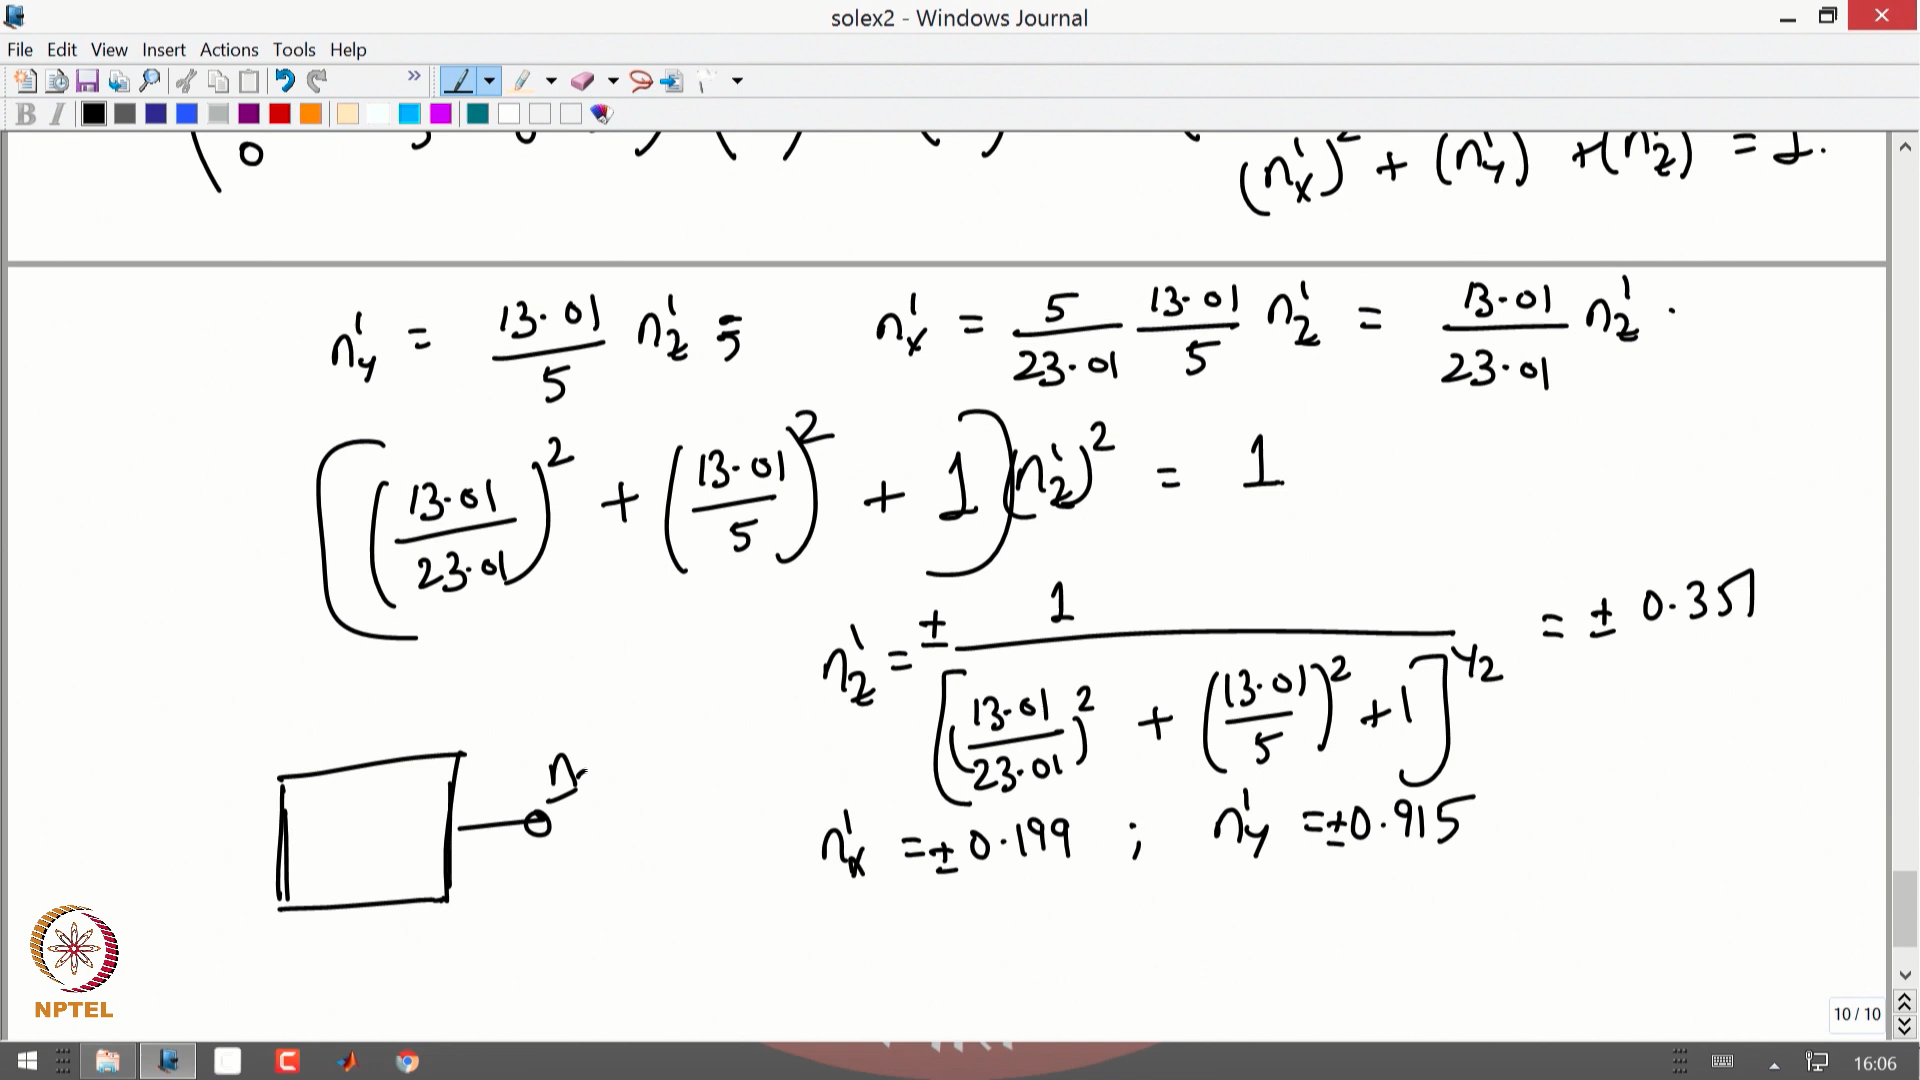 solex2 - Windows Journal
File Edit View Insert Actions Tools Help
B I
0
(n'x)² + (n'y) + (n'z) = 1.
n'y = 13.01/5 n'z = n'x = 5/23.01 13.01/5 n'z = 13.01/23.01 n'z .
((13.01/23.01)² + (13.01/5)² + 1)(n'z)² = 1
n'z = ± 1/[(13.01/23.01)² + (13.01/5)² + 1]^1/2 = ± 0.351
n
n'x = ± 0.199 ; n'y = ± 0.915
NPTEL
10 / 10
16:06